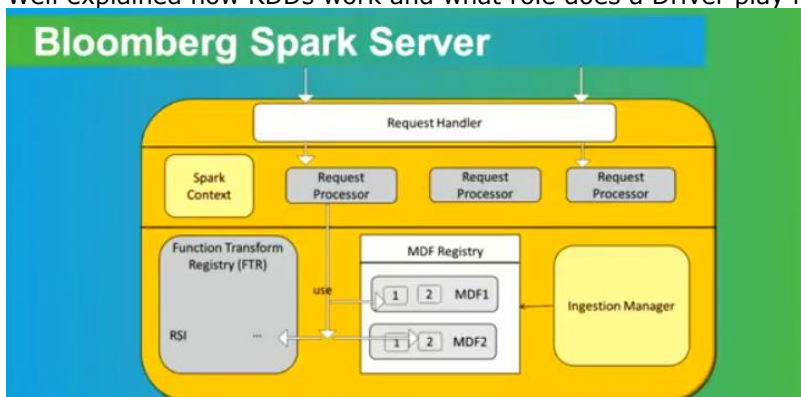 Well explained how RDDs work and what role does a Driver play
Bloomberg Spark Server
Request Handler
Spark
Context
Request
Processor
Request
Processor
Request
Processor
Function Transform
Registry (FTR)
RSI
...
use
MDF Registry
1 2 MDF1
1 2 MDF2
Ingestion Manager